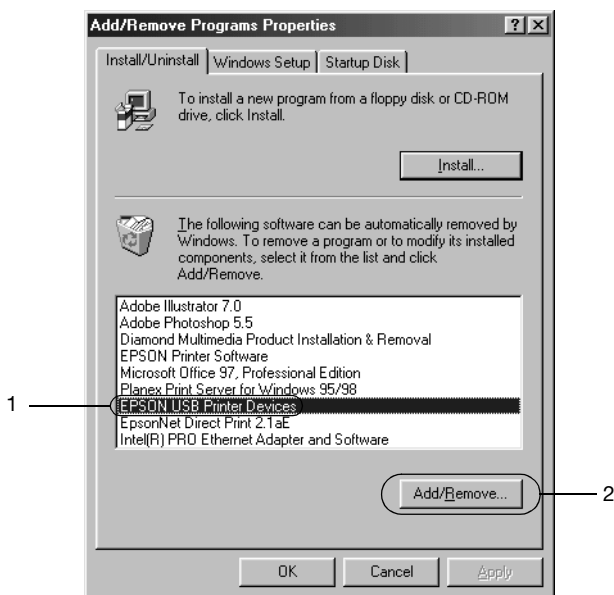 Add/Remove Programs Properties
Install/Uninstall Windows Setup Startup Disk
To install a new program from a floppy disk or CD-ROM
drive, click Install.
Install...
The following software can be automatically removed by
Windows. To remove a program or to modify its installed
components, select it from the list and click
Add/Remove.
Adobe Illustrator 7.0
Adobe Photoshop 5.5
Diamond Multimedia Product Installation & Removal
EPSON Printer Software
Microsoft Office 97, Professional Edition
Planex Print Server for Windows 95/98
1 EPSON USB Printer Devices
EpsonNet Direct Print 2.1aE
Intel(R) PRO Ethernet Adapter and Software
Add/Remove... 2
OK Cancel Apply